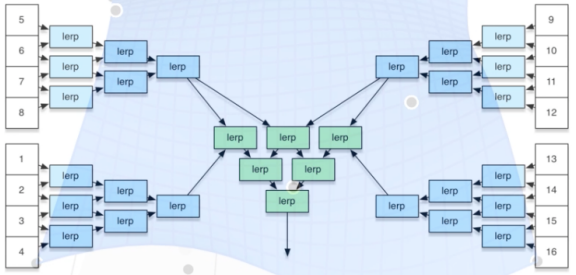 5 9
lerp lerp
6 lerp lerp 10
lerp lerp lerp lerp
7 lerp lerp 11
lerp lerp
8 12
lerp lerp lerp
1 13
lerp lerp lerp lerp
2 lerp lerp 14
lerp lerp lerp
3 lerp lerp lerp lerp 15
lerp lerp
4 16